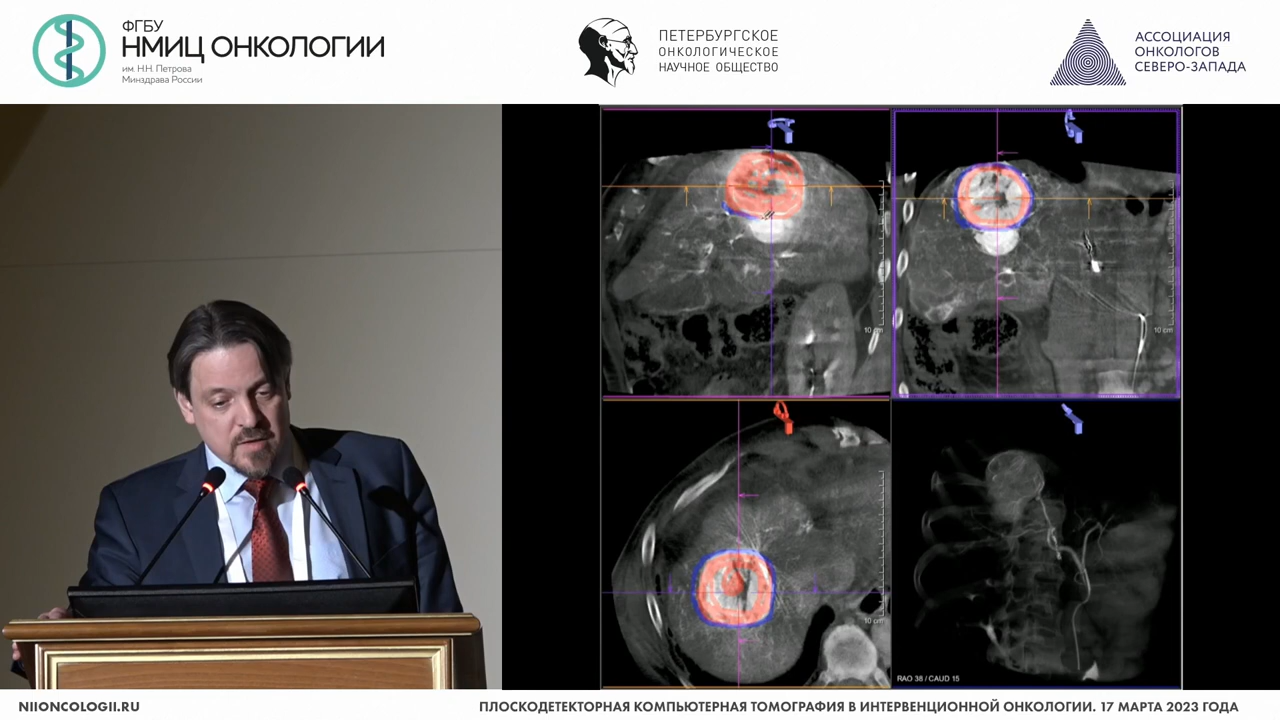 ФГБУ
НМИЦ ОНКОЛОГИИ
им. Н.Н. Петрова
Минздрава России
ПЕТЕРБУРГСКОЕ
ОНКОЛОГИЧЕСКОЕ
НАУЧНОЕ ОБЩЕСТВО
АССОЦИАЦИЯ
ОНКОЛОГОВ
СЕВЕРО-ЗАПАДА
10 cm
10 cm
10 cm
RAO 38 / CAUD 15
NIIONCOLOGII.RU
ПЛОСКОДЕТЕКТОРНАЯ КОМПЬЮТЕРНАЯ ТОМОГРАФИЯ В ИНТЕРВЕНЦИОННОЙ ОНКОЛОГИИ. 17 МАРТА 2023 ГОДА